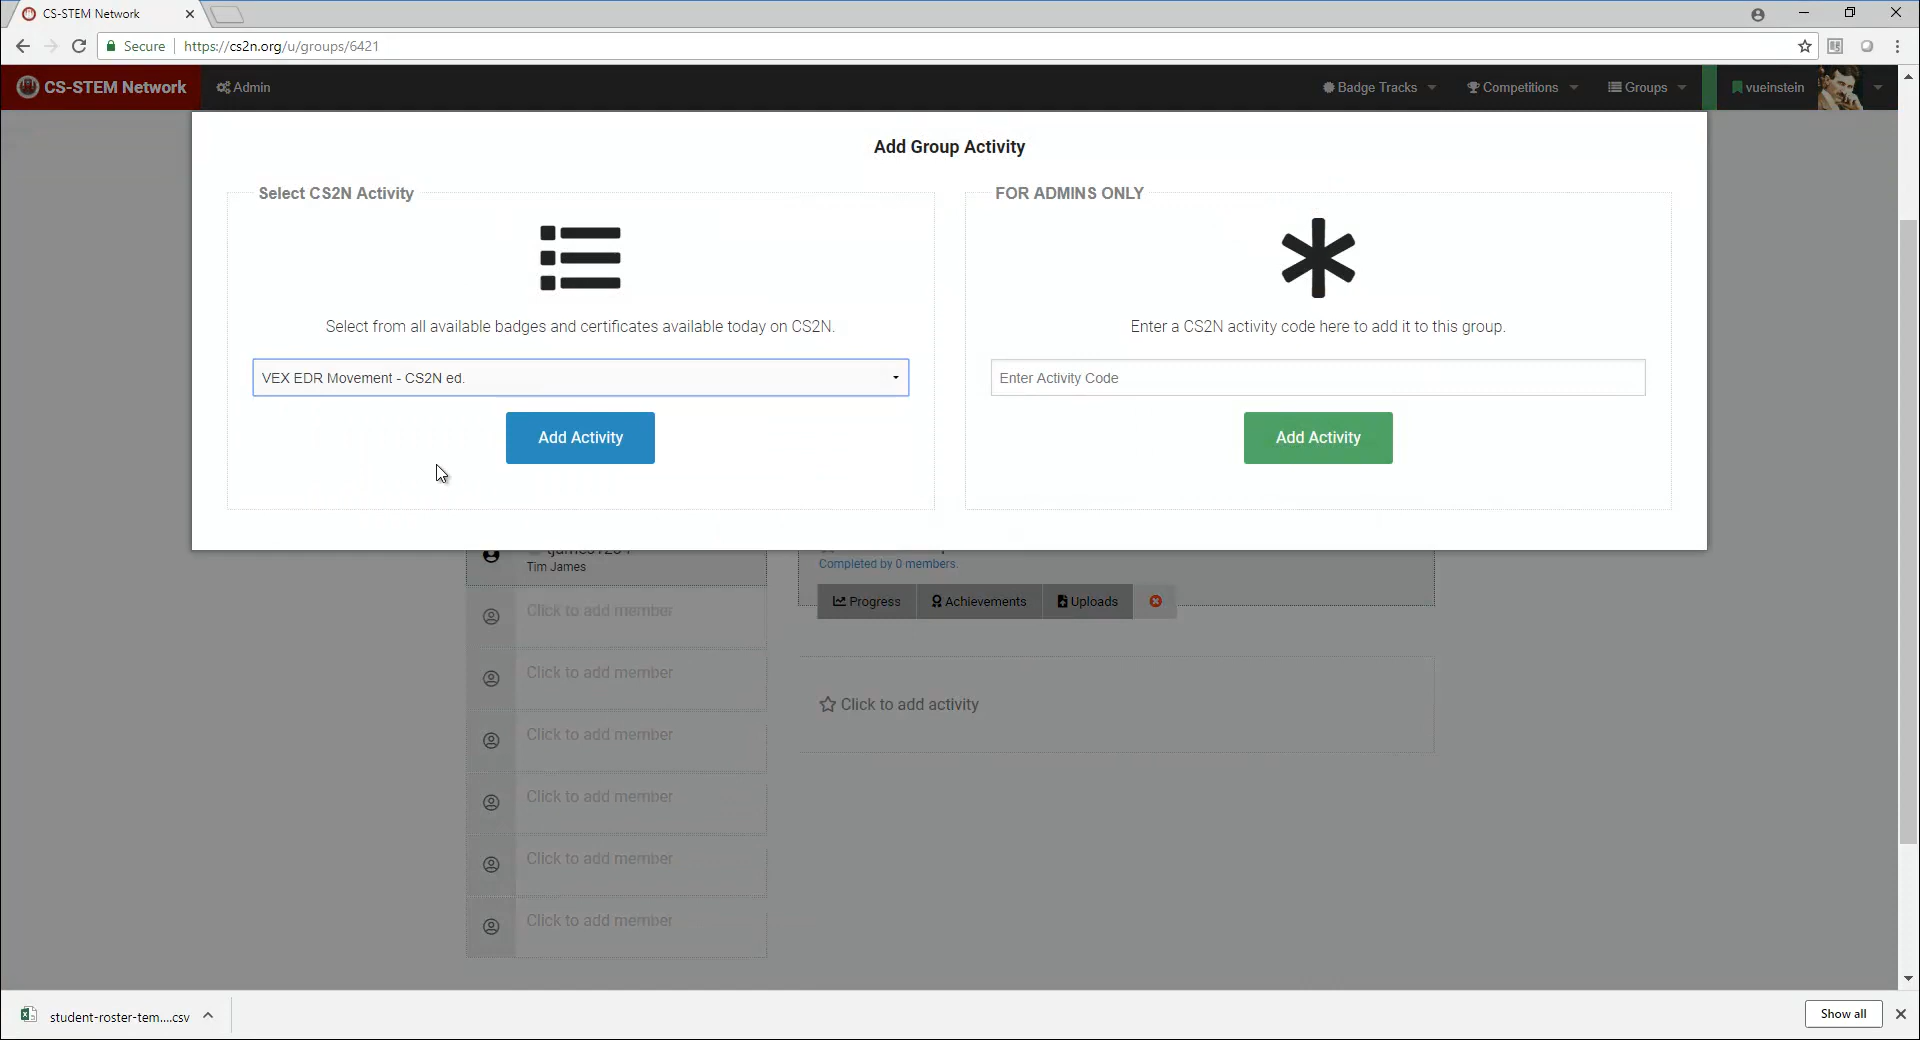 CS-STEM Network
Secure https://cs2n.org/u/groups/6421
CS-STEM Network Admin Badge Tracks Competitions Groups vueinstein
Add Group Activity
Select CS2N Activity
Select from all available badges and certificates available today on CS2N.
VEX EDR Movement - CS2N ed.
Add Activity
FOR ADMINS ONLY
Enter a CS2N activity code here to add it to this group.
Enter Activity Code
Add Activity
Tim James
Click to add member
Click to add member
Click to add member
Click to add member
Click to add member
Click to add member
Completed by 0 members.
Progress Achievements Uploads
Click to add activity
student-roster-tem....csv
Show all